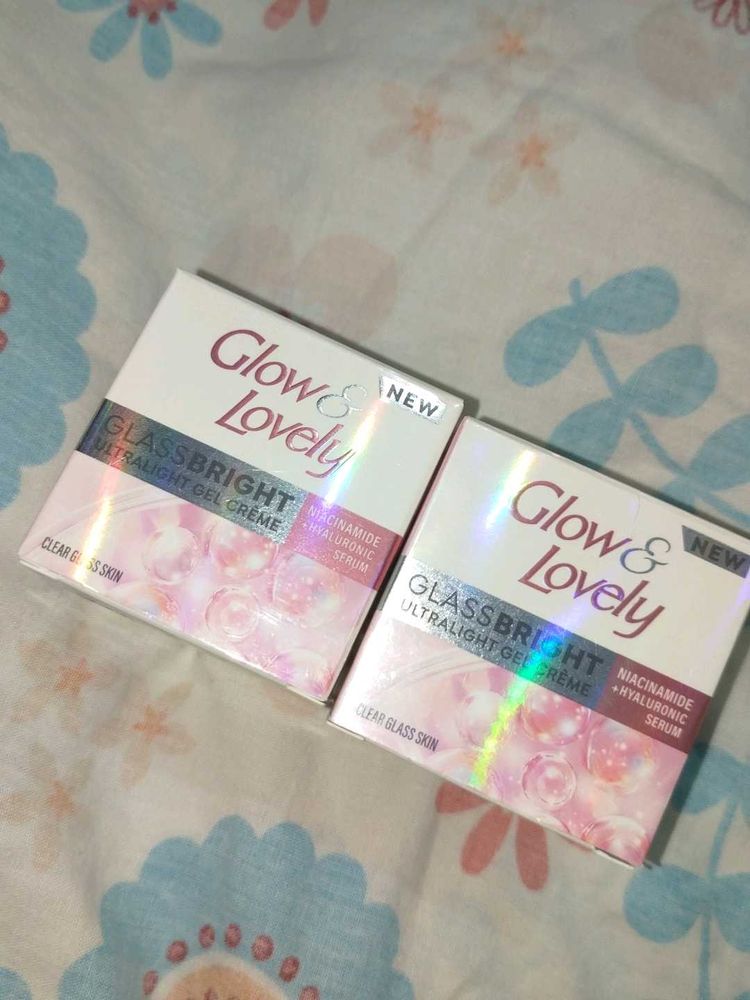 Glow &
Lovely
NEW
GLASSBRIGHT
ULTRALIGHT GEL CRÈME
NIACINAMIDE
+HYALURONIC
SERUM
CLEAR GLASS SKIN
Glow &
Lovely
NEW
GLASSBRIGHT
ULTRALIGHT GEL CRÈME
NIACINAMIDE
+HYALURONIC
SERUM
CLEAR GLASS SKIN